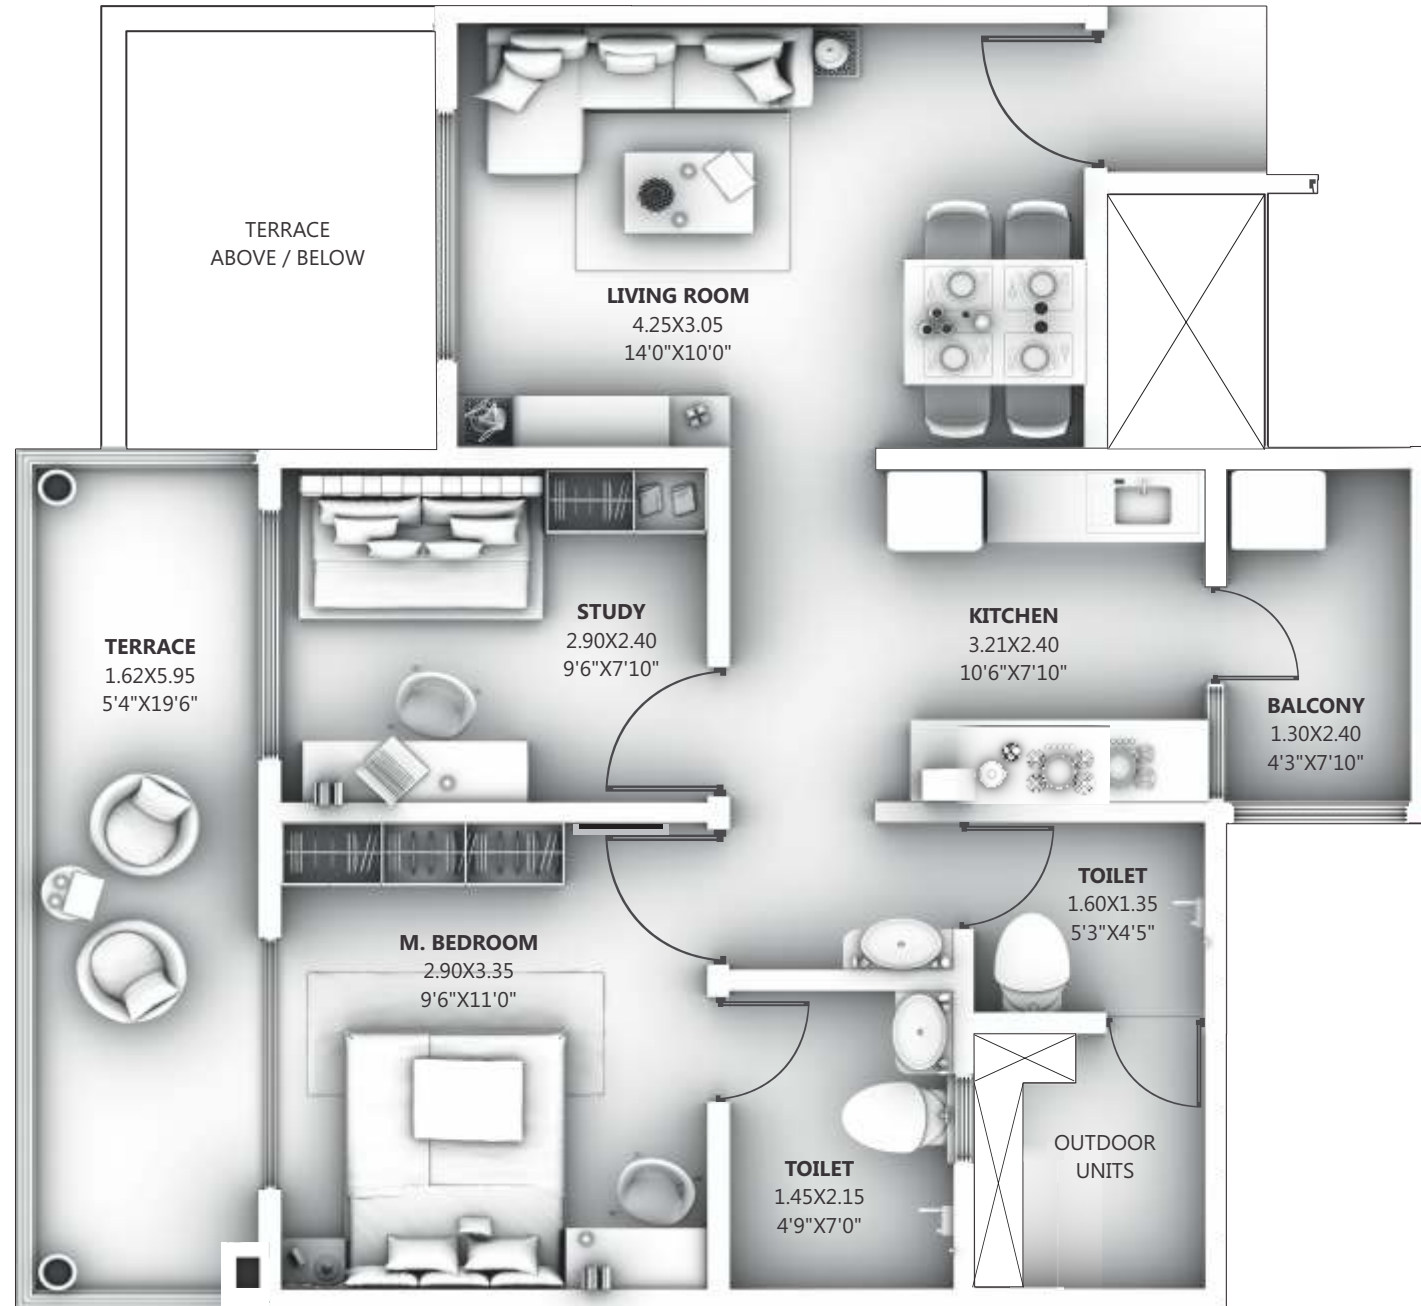 TERRACE
ABOVE / BELOW
LIVING ROOM
4.25X3.05
14'0"X10'0"
STUDY
2.90X2.40
9'6"X7'10"
KITCHEN
3.21X2.40
10'6"X7'10"
TERRACE
1.62X5.95
5'4"X19'6"
BALCONY
1.30X2.40
4'3"X7'10"
TOILET
1.60X1.35
5'3"X4'5"
M. BEDROOM
2.90X3.35
9'6"X11'0"
OUTDOOR
UNITS
TOILET
1.45X2.15
4'9"X7'0"